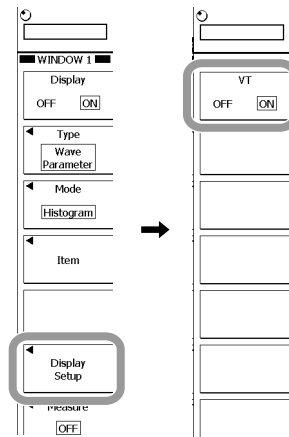 WINDOW 1
Display
OFF ON
Type
Wave
Parameter
Mode
Histogram
Item
Display
Setup
Measure
OFF
VT
OFF ON